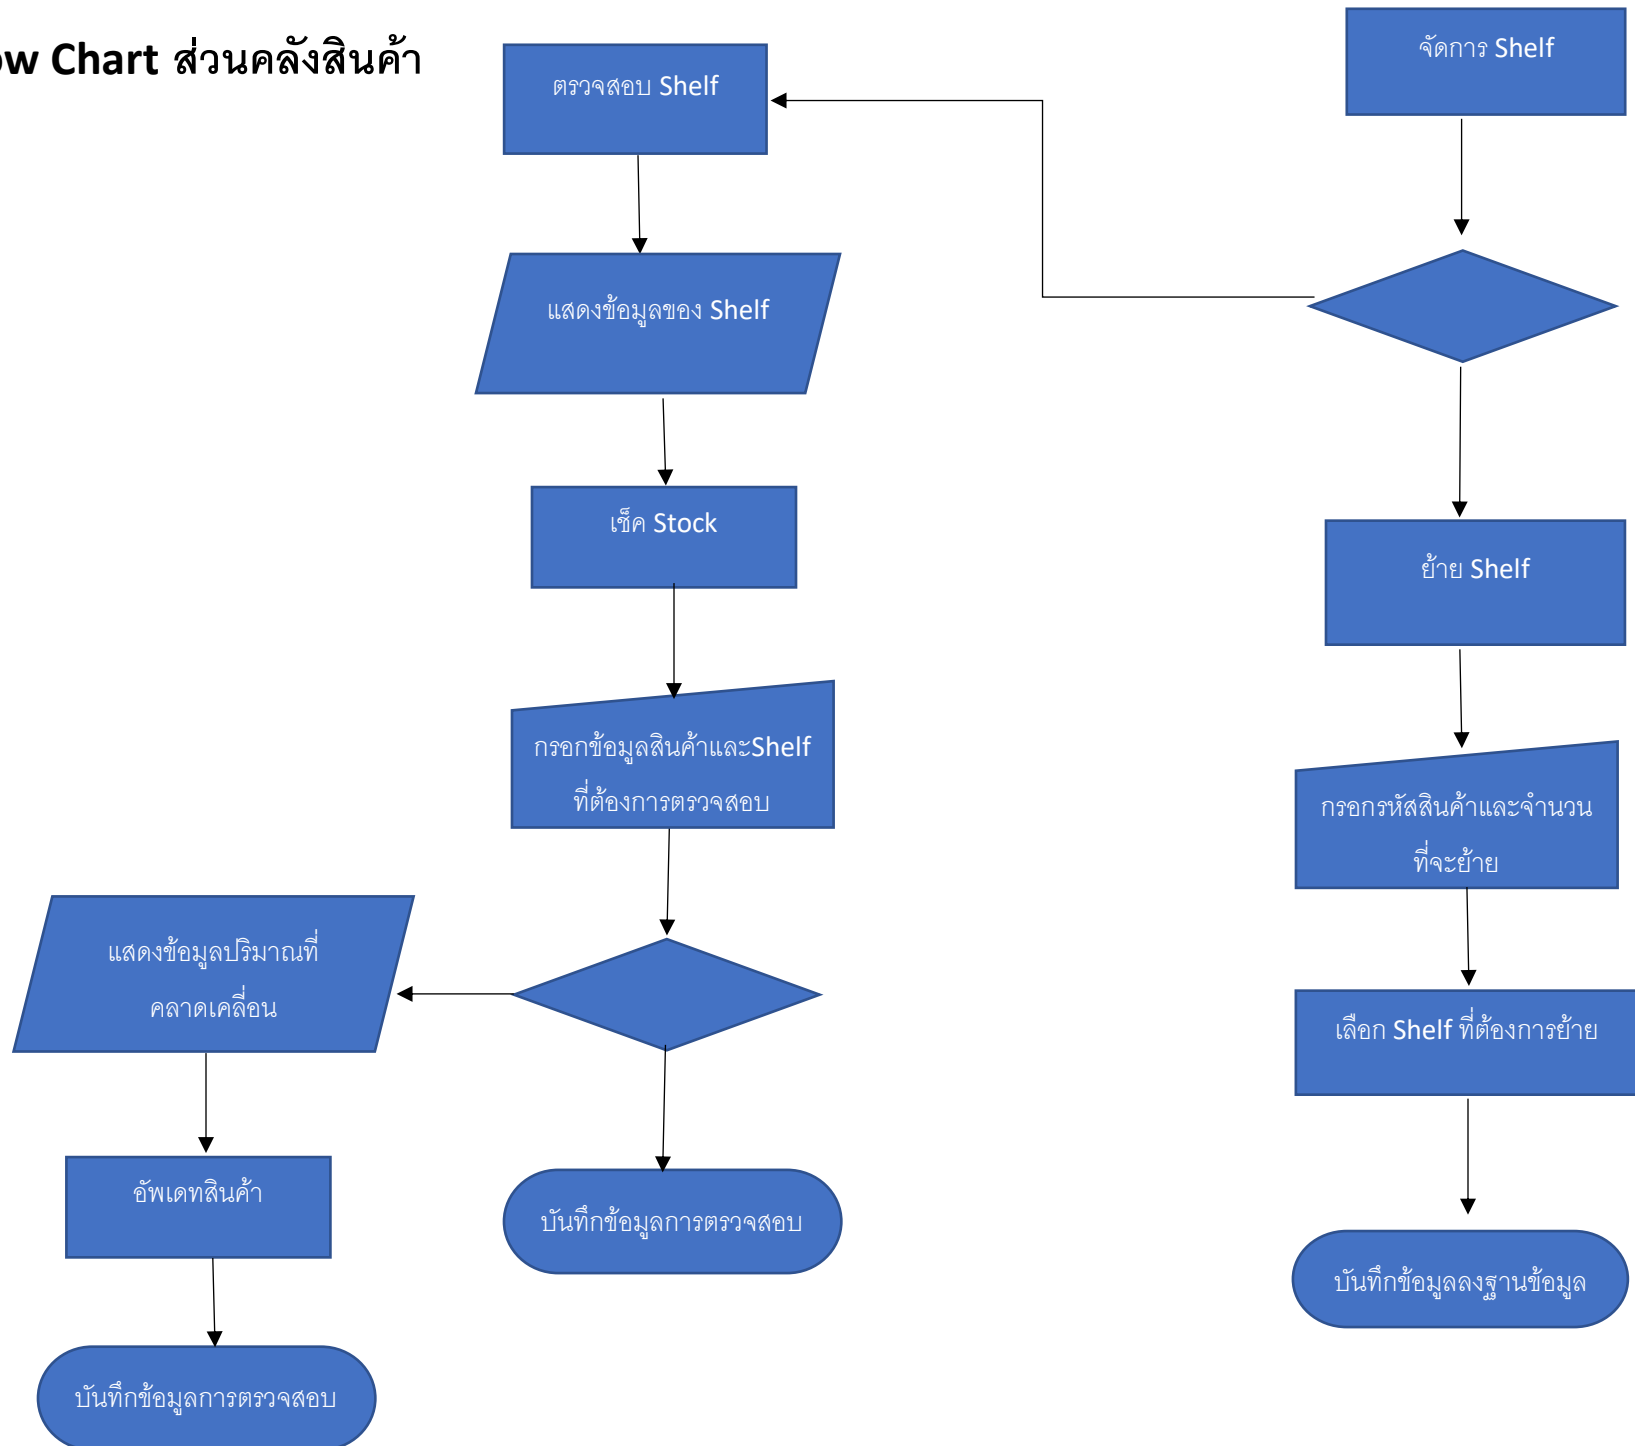 ow Chart ส่วนคลังสินค้า
จัดการ Shelf
ตรวจสอบ Shelf
แสดงข้อมูลของ Shelf
เช็ค Stock
ย้าย Shelf
กรอกข้อมูลสินค้าและShelf
ที่ต้องการตรวจสอบ
กรอกรหัสสินค้าและจำนวน
ที่จะย้าย
แสดงข้อมูลปริมาณที่
คลาดเคลื่อน
เลือก Shelf ที่ต้องการย้าย
อัพเดทสินค้า
บันทึกข้อมูลการตรวจสอบ
บันทึกข้อมูลลงฐานข้อมูล
บันทึกข้อมูลการตรวจสอบ